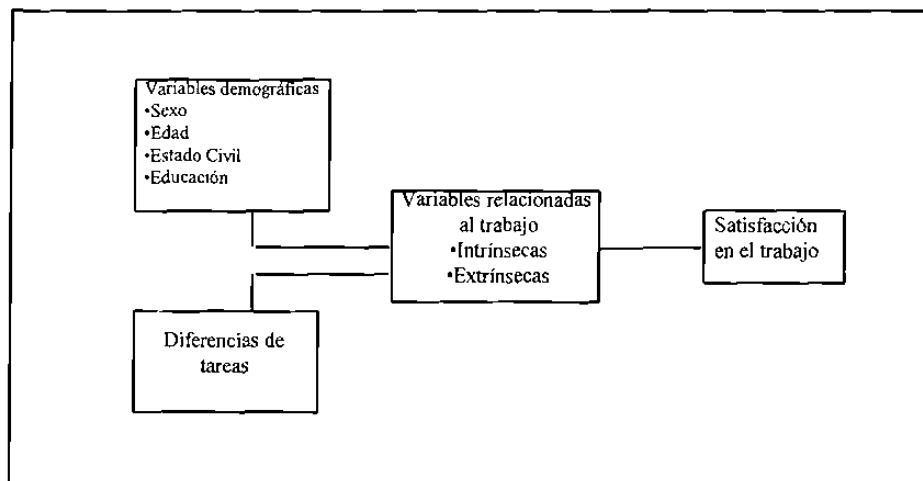 Variables demográficas
•Sexo
•Edad
•Estado Civil
•Educación
Variables relacionadas
al trabajo
•Intrínsecas
•Extrínsecas
Satisfacción
en el trabajo
Diferencias de
tareas